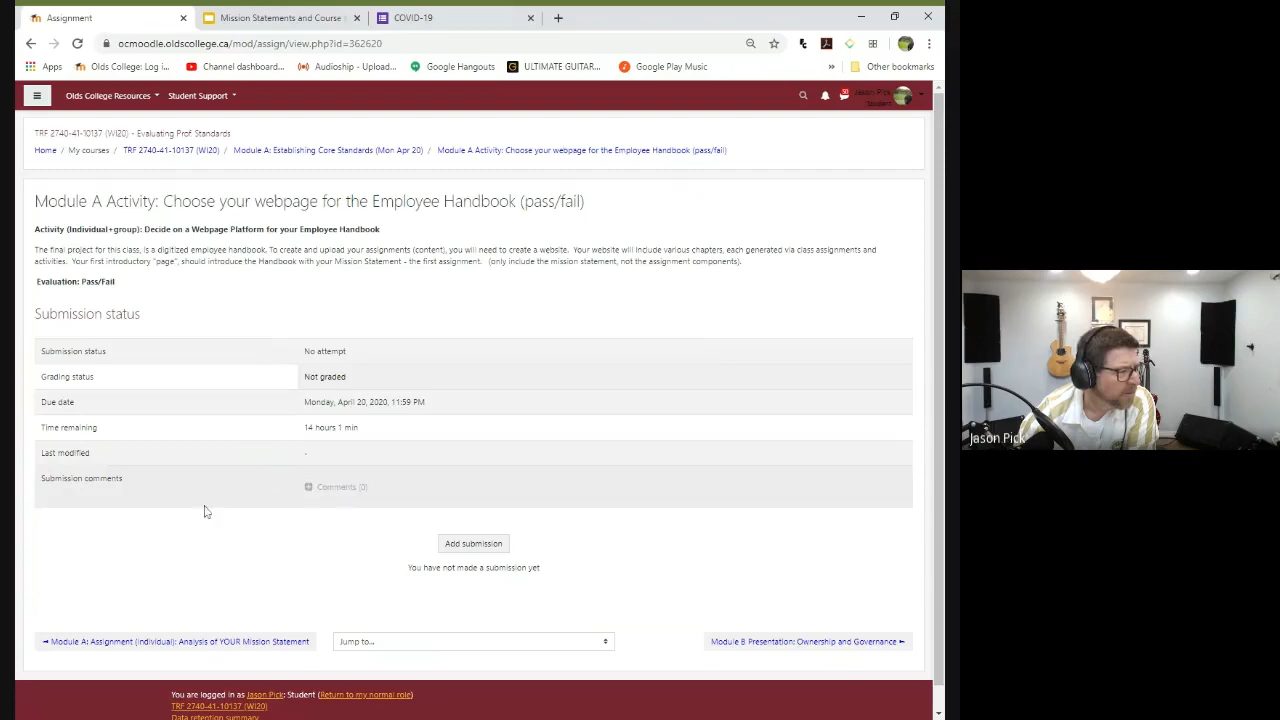 Assignment
Mission Statements and Course
COVID-19
ocmoodle.oldscollege.ca/mod/assign/view.php?id=362620
Apps
Olds College: Log i...
Channel dashboard...
Audioship - Upload...
Google Hangouts
ULTIMATE GUITAR...
Google Play Music
»
Other bookmarks
Olds College Resources
Student Support
Jason Pick
Student
TRF 2740-41-10137 (WI20) - Evaluating Prof. Standards
Home / My courses / TRF 2740-41-10137 (WI20) / Module A: Establishing Core Standards (Mon Apr 20) / Module A Activity: Choose your webpage for the Employee Handbook (pass/fail)
Module A Activity: Choose your webpage for the Employee Handbook (pass/fail)
Activity (Individual+group): Decide on a Webpage Platform for your Employee Handbook
The final project for this class, is a digitized employee handbook. To create and upload your assignments (content), you will need to create a website. Your website will include various chapters, each generated via class assignments and
activities. Your first introductory "page", should introduce the Handbook with your Mission Statement - the first assignment. (only include the mission statement, not the assignment components).
Evaluation: Pass/Fail
Submission status
Submission status No attempt
Grading status Not graded
Due date Monday, April 20, 2020, 11:59 PM
Time remaining 14 hours 1 min
Last modified -
Submission comments
Comments (0)
Add submission
You have not made a submission yet
◄ Module A: Assignment (Individual): Analysis of YOUR Mission Statement
Jump to...
Module B Presentation: Ownership and Governance ►
You are logged in as Jason Pick: Student (Return to my normal role)
TRF 2740-41-10137 (WI20)
Data retention summary
Jason Pick